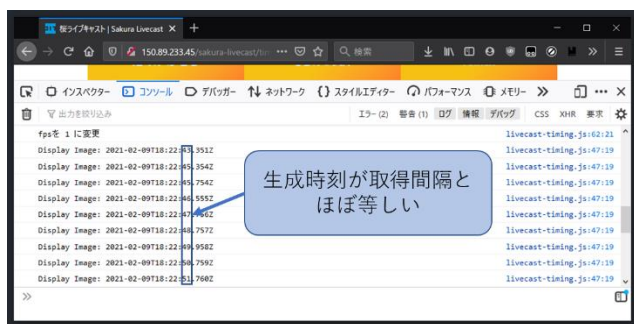 桜ライブキャスト | Sakura Livecast
150.89.233.45/sakura-livecast/tim
検索
インスペクター コンソール デバッガー ネットワーク {} スタイルエディター パフォーマンス メモリー
出力を絞り込み エラー (2) 警告 (1) ログ 情報 デバッグ CSS XHR 要求
fpsを 1 に変更 livecast-timing.js:62:21
Display Image: 2021-02-09T18:22:43.351Z livecast-timing.js:47:19
Display Image: 2021-02-09T18:22:45.354Z livecast-timing.js:47:19
Display Image: 2021-02-09T18:22:45.754Z livecast-timing.js:47:19
Display Image: 2021-02-09T18:22:46.555Z livecast-timing.js:47:19
Display Image: 2021-02-09T18:22:47 livecast-timing.js:47:19
Display Image: 2021-02-09T18:22:48.757Z livecast-timing.js:47:19
Display Image: 2021-02-09T18:22:49.958Z livecast-timing.js:47:19
Display Image: 2021-02-09T18:22:50.759Z livecast-timing.js:47:19
Display Image: 2021-02-09T18:22:51.760Z livecast-timing.js:47:19
生成時刻が取得間隔と
ほぼ等しい